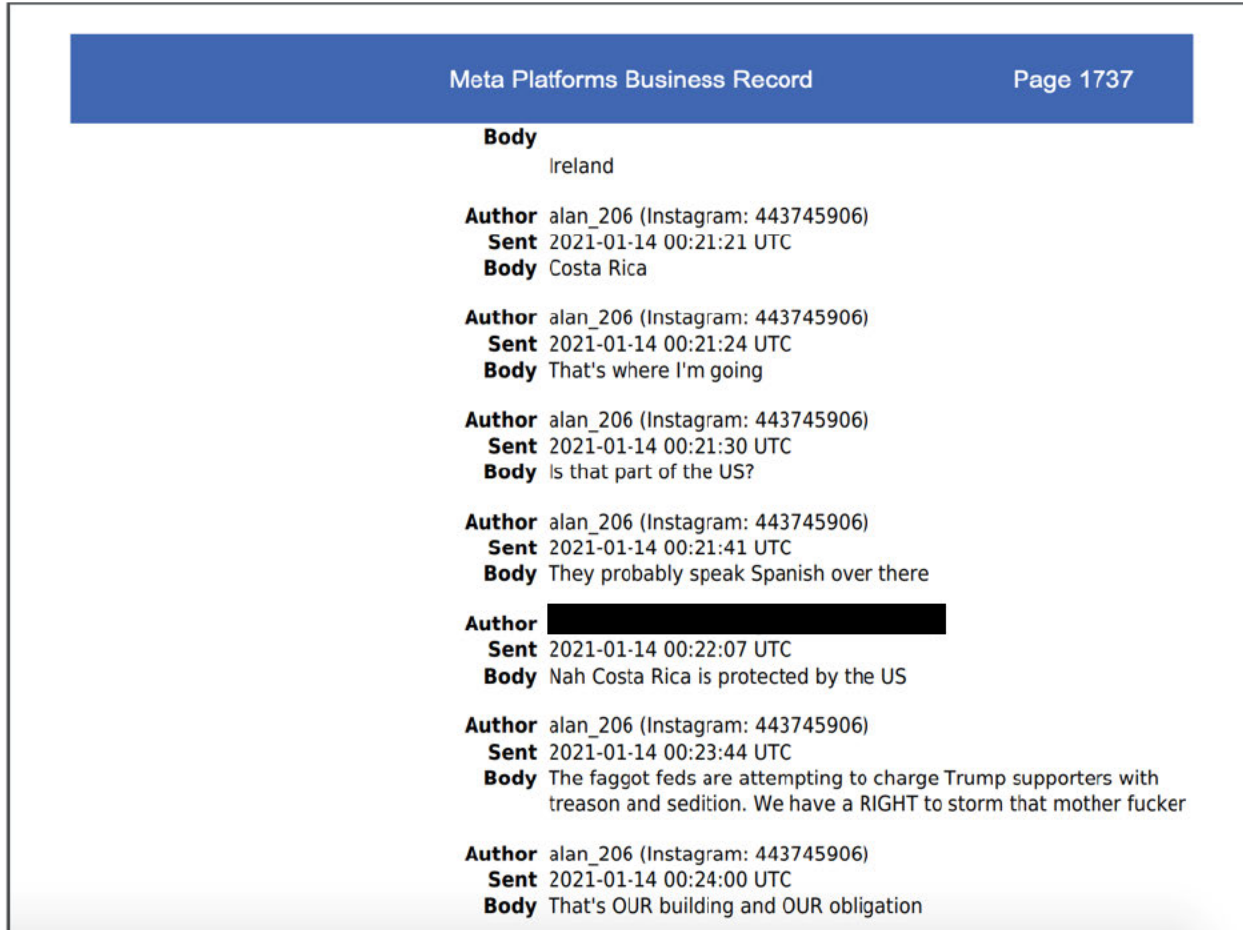 Meta Platforms Business Record Page 1737
Body
Ireland
Author alan_206 (Instagram: 443745906)
Sent 2021-01-14 00:21:21 UTC
Body Costa Rica
Author alan_206 (Instagram: 443745906)
Sent 2021-01-14 00:21:24 UTC
Body That's where I'm going
Author alan_206 (Instagram: 443745906)
Sent 2021-01-14 00:21:30 UTC
Body Is that part of the US?
Author alan_206 (Instagram: 443745906)
Sent 2021-01-14 00:21:41 UTC
Body They probably speak Spanish over there
Author
Sent 2021-01-14 00:22:07 UTC
Body Nah Costa Rica is protected by the US
Author alan_206 (Instagram: 443745906)
Sent 2021-01-14 00:23:44 UTC
Body The faggot feds are attempting to charge Trump supporters with
treason and sedition. We have a RIGHT to storm that mother fucker
Author alan_206 (Instagram: 443745906)
Sent 2021-01-14 00:24:00 UTC
Body That's OUR building and OUR obligation